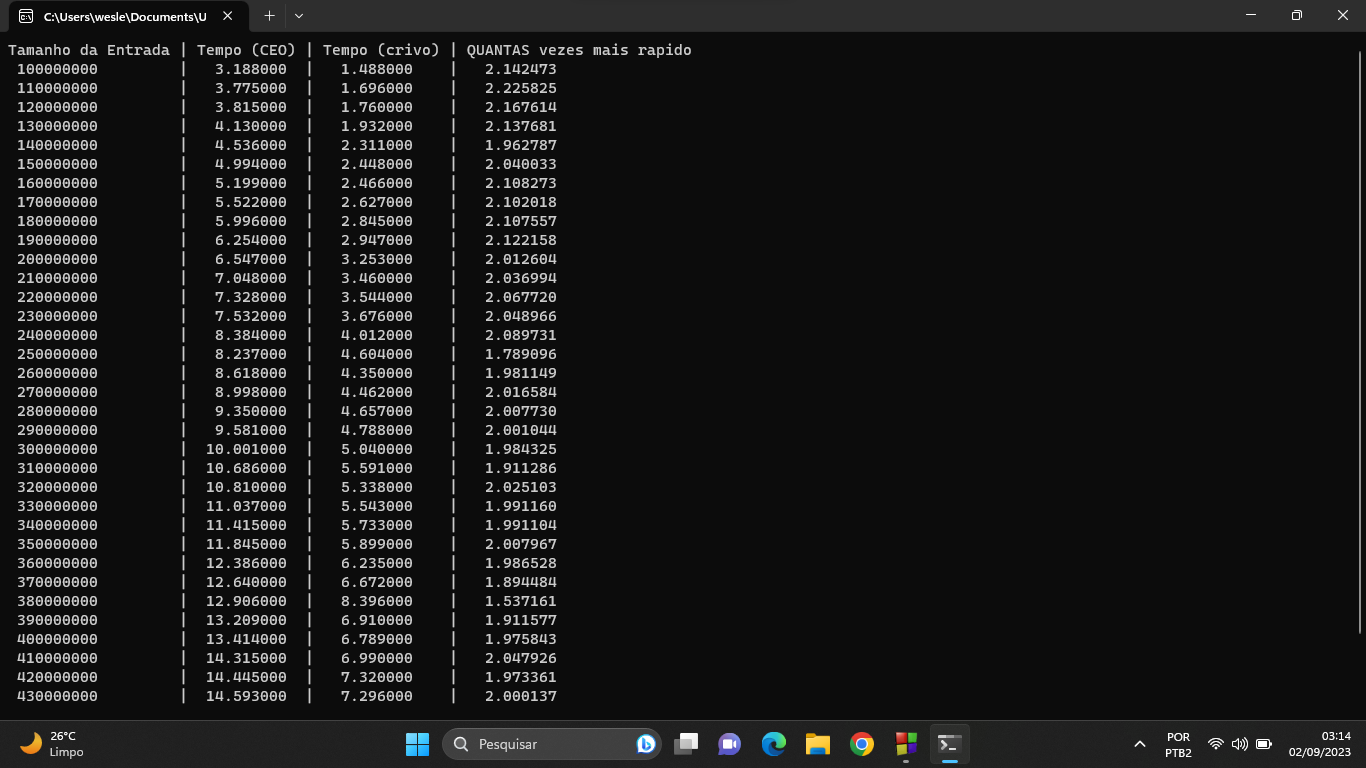 C:\Users\wesle\Documents\U
Tamanho da Entrada | Tempo (CEO) | Tempo (crivo) | QUANTAS vezes mais rapido
100000000 | 3.188000 | 1.488000 | 2.142473
110000000 | 3.775000 | 1.696000 | 2.225825
120000000 | 3.815000 | 1.760000 | 2.167614
130000000 | 4.130000 | 1.932000 | 2.137681
140000000 | 4.536000 | 2.311000 | 1.962787
150000000 | 4.994000 | 2.448000 | 2.040033
160000000 | 5.199000 | 2.466000 | 2.108273
170000000 | 5.522000 | 2.627000 | 2.102018
180000000 | 5.996000 | 2.845000 | 2.107557
190000000 | 6.254000 | 2.947000 | 2.122158
200000000 | 6.547000 | 3.253000 | 2.012604
210000000 | 7.048000 | 3.460000 | 2.036994
220000000 | 7.328000 | 3.544000 | 2.067720
230000000 | 7.532000 | 3.676000 | 2.048966
240000000 | 8.384000 | 4.012000 | 2.089731
250000000 | 8.237000 | 4.604000 | 1.789096
260000000 | 8.618000 | 4.350000 | 1.981149
270000000 | 8.998000 | 4.462000 | 2.016584
280000000 | 9.350000 | 4.657000 | 2.007730
290000000 | 9.581000 | 4.788000 | 2.001044
300000000 | 10.001000 | 5.040000 | 1.984325
310000000 | 10.686000 | 5.591000 | 1.911286
320000000 | 10.810000 | 5.338000 | 2.025103
330000000 | 11.037000 | 5.543000 | 1.991160
340000000 | 11.415000 | 5.733000 | 1.991104
350000000 | 11.845000 | 5.899000 | 2.007967
360000000 | 12.386000 | 6.235000 | 1.986528
370000000 | 12.640000 | 6.672000 | 1.894484
380000000 | 12.906000 | 8.396000 | 1.537161
390000000 | 13.209000 | 6.910000 | 1.911577
400000000 | 13.414000 | 6.789000 | 1.975843
410000000 | 14.315000 | 6.990000 | 2.047926
420000000 | 14.445000 | 7.320000 | 1.973361
430000000 | 14.593000 | 7.296000 | 2.000137
26°C
Limpo
Pesquisar
POR
PTB2
03:14
02/09/2023